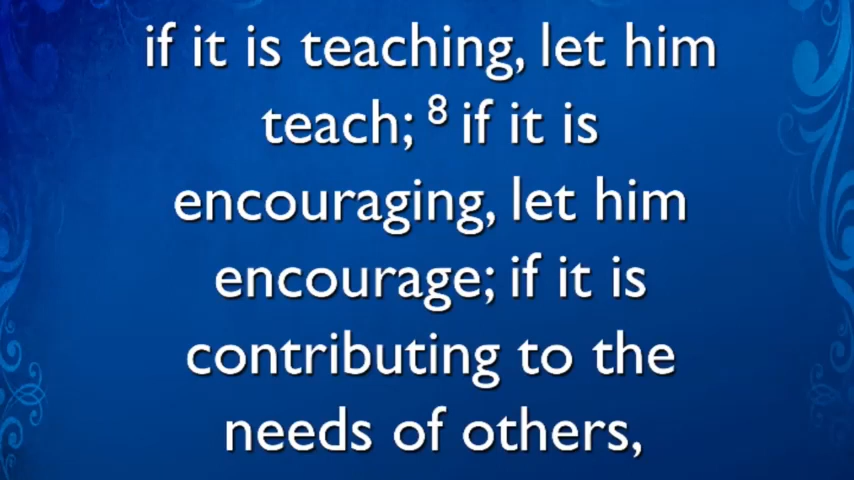 if it is teaching, let him
teach; ⁸ if it is
encouraging, let him
encourage; if it is
contributing to the
needs of others,